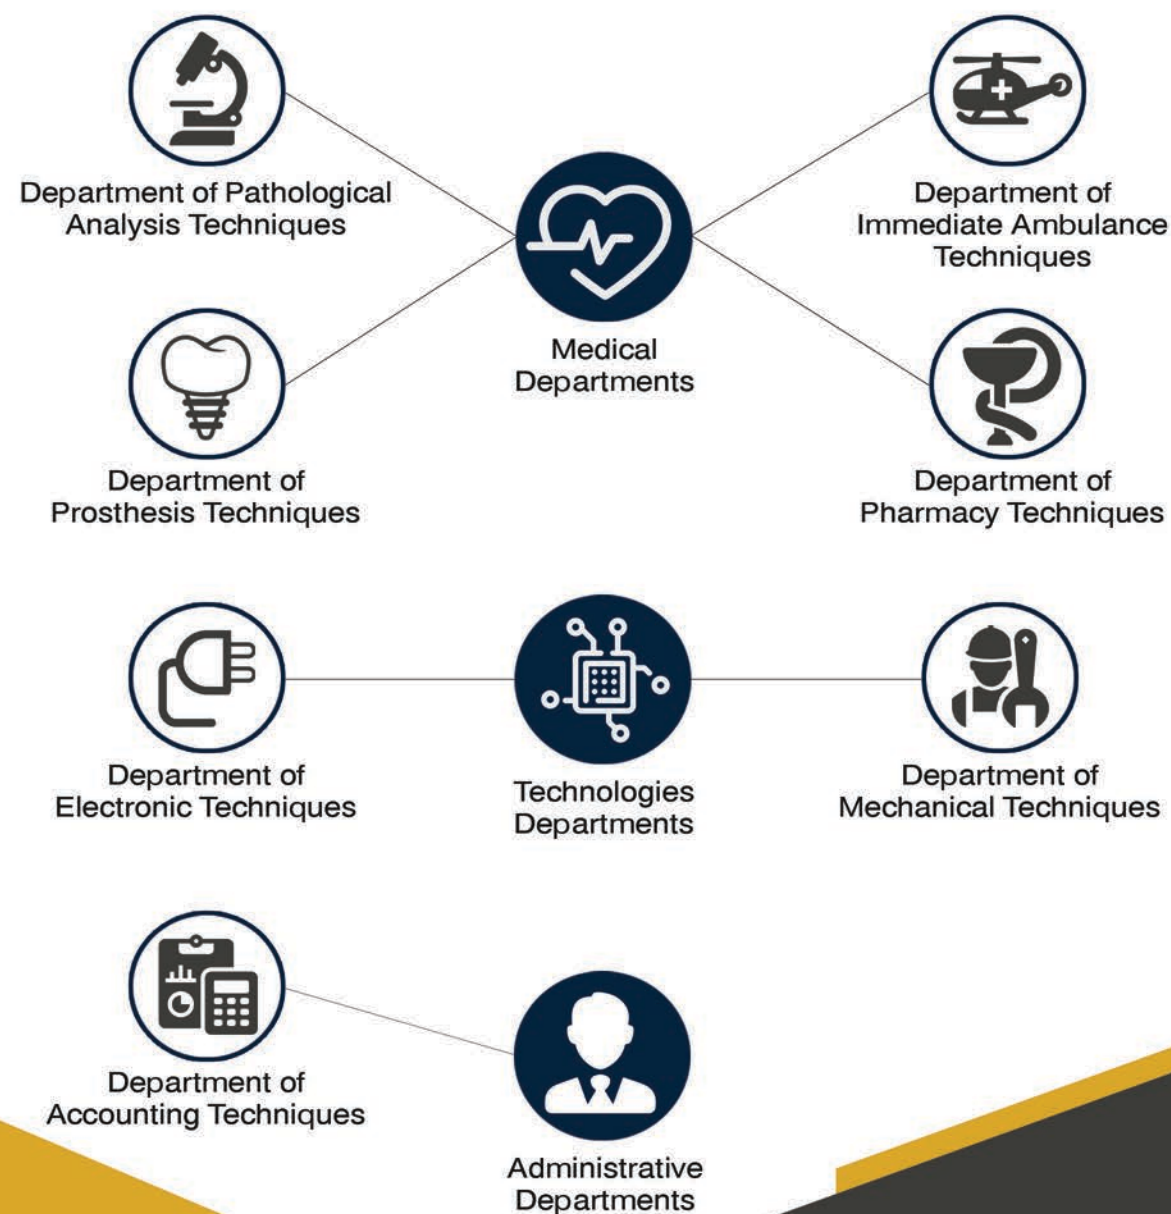 Department of Pathological
Analysis Techniques
Department of
Immediate Ambulance
Techniques
Medical
Departments
Department of
Prosthesis Techniques
Department of
Pharmacy Techniques
Department of
Electronic Techniques
Technologies
Departments
Department of
Mechanical Techniques
Department of
Accounting Techniques
Administrative
Departments